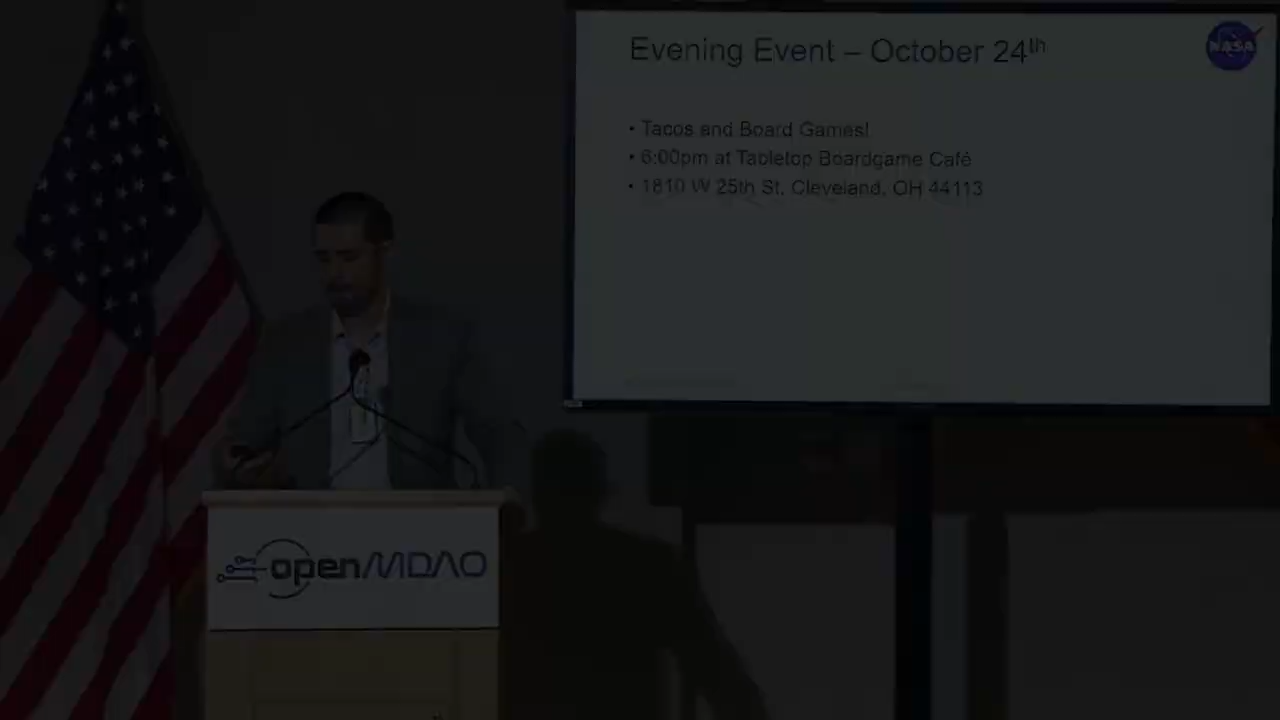 Evening Event – October 24th
NASA
• Tacos and Board Games!
• 6:00pm at Tabletop Boardgame Café
• 1810 W 25th St, Cleveland, OH 44113
openMDAO